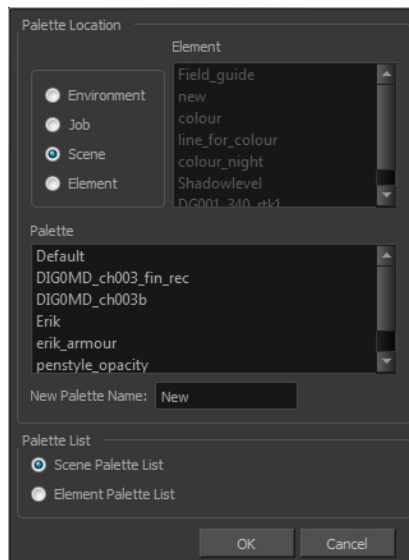 Palette Location
Element
Environment
Job
Scene
Element
Field_guide
new
colour
line_for_colour
colour_night
Shadowlevel
DG001_340_rtk1
Palette
Default
DIG0MD_ch003_fin_rec
DIG0MD_ch003b
Erik
erik_armour
penstyle_opacity
New Palette Name: New
Palette List
Scene Palette List
Element Palette List
OK Cancel